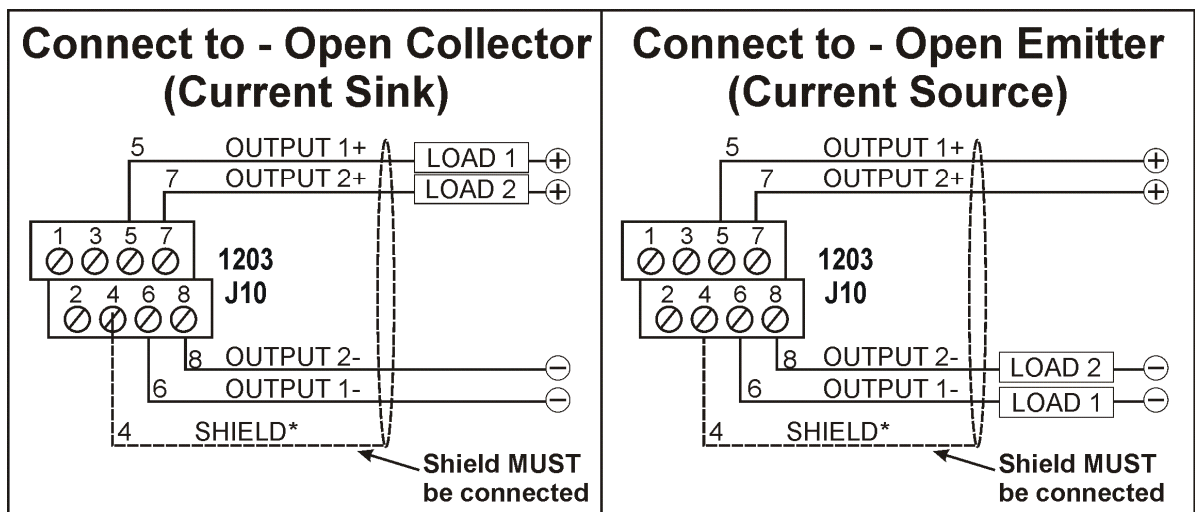 Connect to - Open Collector
(Current Sink)
5 OUTPUT 1+ LOAD 1 +
7 OUTPUT 2+ LOAD 2 +
1 3 5 7
1203
J10
2 4 6 8
8 OUTPUT 2- −
6 OUTPUT 1- −
4 SHIELD*
Shield MUST
be connected
Connect to - Open Emitter
(Current Source)
5 OUTPUT 1+ +
7 OUTPUT 2+ +
1 3 5 7
1203
J10
2 4 6 8
8 OUTPUT 2- LOAD 2 −
6 OUTPUT 1- LOAD 1 −
4 SHIELD*
Shield MUST
be connected